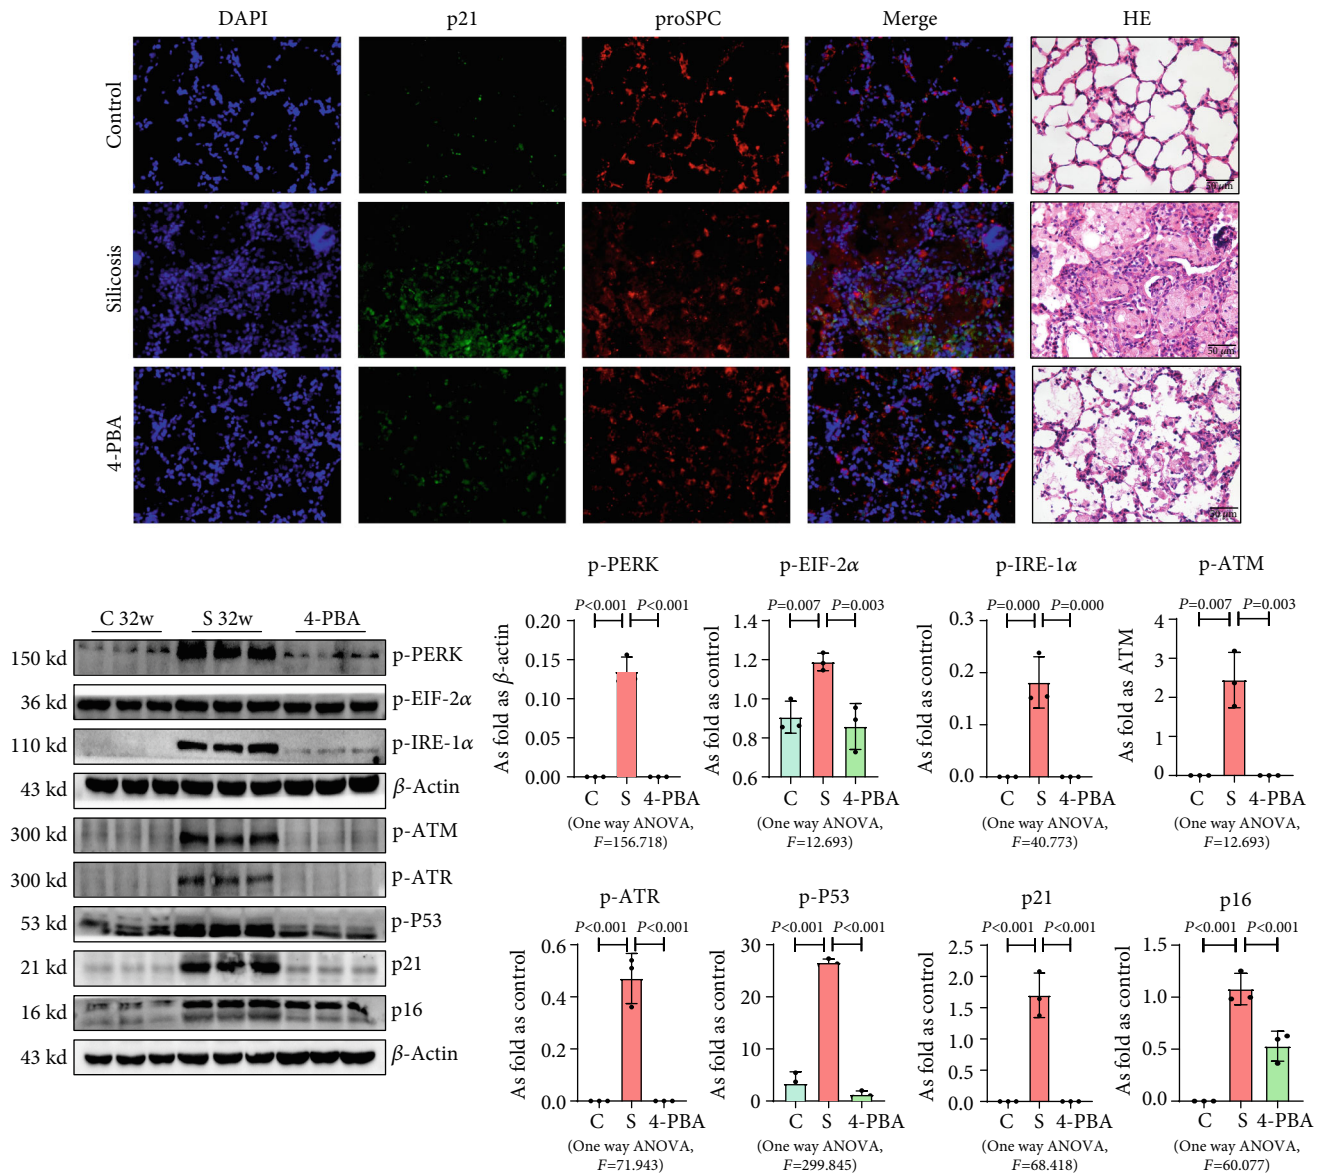 DAPI p21 proSPC Merge HE
Control
50 μm
Silicosis
50 μm
4-PBA
50 μm
C 32w S 32w 4-PBA
150 kd p-PERK
36 kd p-EIF-2α
110 kd p-IRE-1α
43 kd β-Actin
300 kd p-ATM
300 kd p-ATR
53 kd p-P53
21 kd p21
16 kd p16
43 kd β-Actin
p-PERK
P<0.001 P<0.001
As fold as β-actin
0.20
0.15
0.10
0.05
0.00
C S 4-PBA
(One way ANOVA,
F=156.718)
p-EIF-2α
P=0.007 P=0.003
As fold as control
1.4
1.2
1.0
0.8
0.6
C S 4-PBA
(One way ANOVA,
F=12.693)
p-IRE-1α
P=0.000 P=0.000
As fold as control
0.3
0.2
0.1
0.0
C S 4-PBA
(One way ANOVA,
F=40.773)
p-ATM
P=0.007 P=0.003
As fold as ATM
4
3
2
1
0
C S 4-PBA
(One way ANOVA,
F=12.693)
p-ATR
P<0.001 P<0.001
As fold as control
0.6
0.4
0.2
0.0
C S 4-PBA
(One way ANOVA,
F=71.943)
p-P53
P<0.001 P<0.001
As fold as control
30
20
10
0
C S 4-PBA
(One way ANOVA,
F=299.845)
p21
P<0.001 P<0.001
As fold as control
2.5
2.0
1.5
1.0
0.5
0.0
C S 4-PBA
(One way ANOVA,
F=68.418)
p16
P<0.001 P<0.001
As fold as control
1.5
1.0
0.5
0.0
C S 4-PBA
(One way ANOVA,
F=60.077)